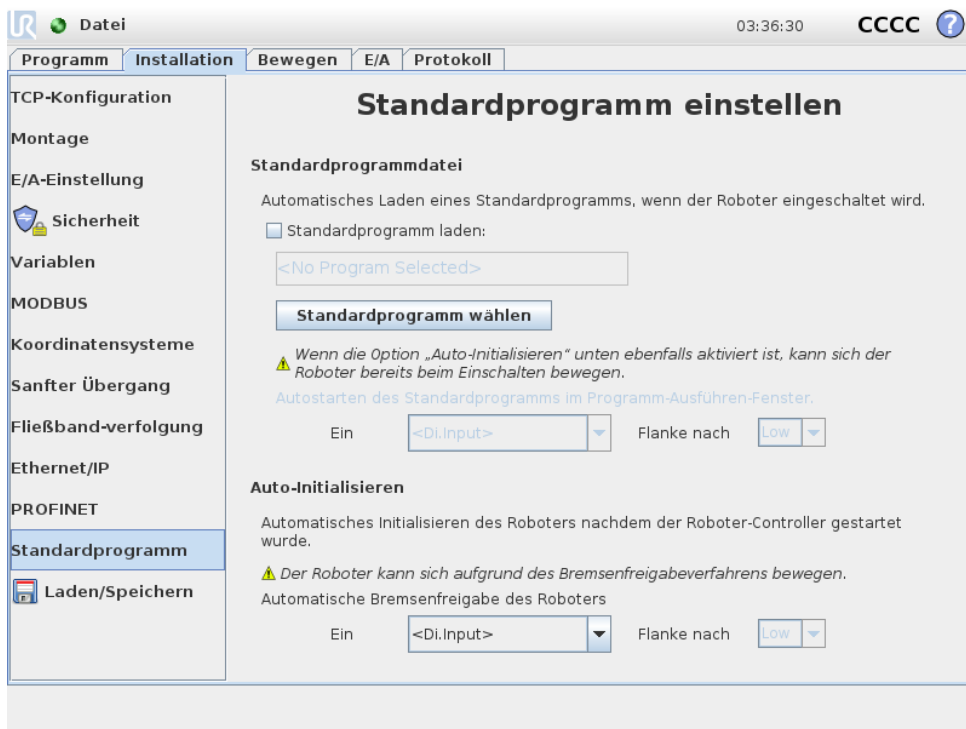 UR Datei 03:36:30 CCCC ?
Programm Installation Bewegen E/A Protokoll
TCP-Konfiguration
Montage
E/A-Einstellung
Sicherheit
Variablen
MODBUS
Koordinatensysteme
Sanfter Übergang
Fließband-verfolgung
Ethernet/IP
PROFINET
Standardprogramm
Laden/Speichern
Standardprogramm einstellen
Standardprogrammdatei
Automatisches Laden eines Standardprogramms, wenn der Roboter eingeschaltet wird.
Standardprogramm laden:
<No Program Selected>
Standardprogramm wählen
Wenn die Option „Auto-Initialisieren“ unten ebenfalls aktiviert ist, kann sich der
Roboter bereits beim Einschalten bewegen.
Autostarten des Standardprogramms im Programm-Ausführen-Fenster.
Ein <Di.Input> Flanke nach Low
Auto-Initialisieren
Automatisches Initialisieren des Roboters nachdem der Roboter-Controller gestartet
wurde.
Der Roboter kann sich aufgrund des Bremsenfreigabeverfahrens bewegen.
Automatische Bremsenfreigabe des Roboters
Ein <Di.Input> Flanke nach Low